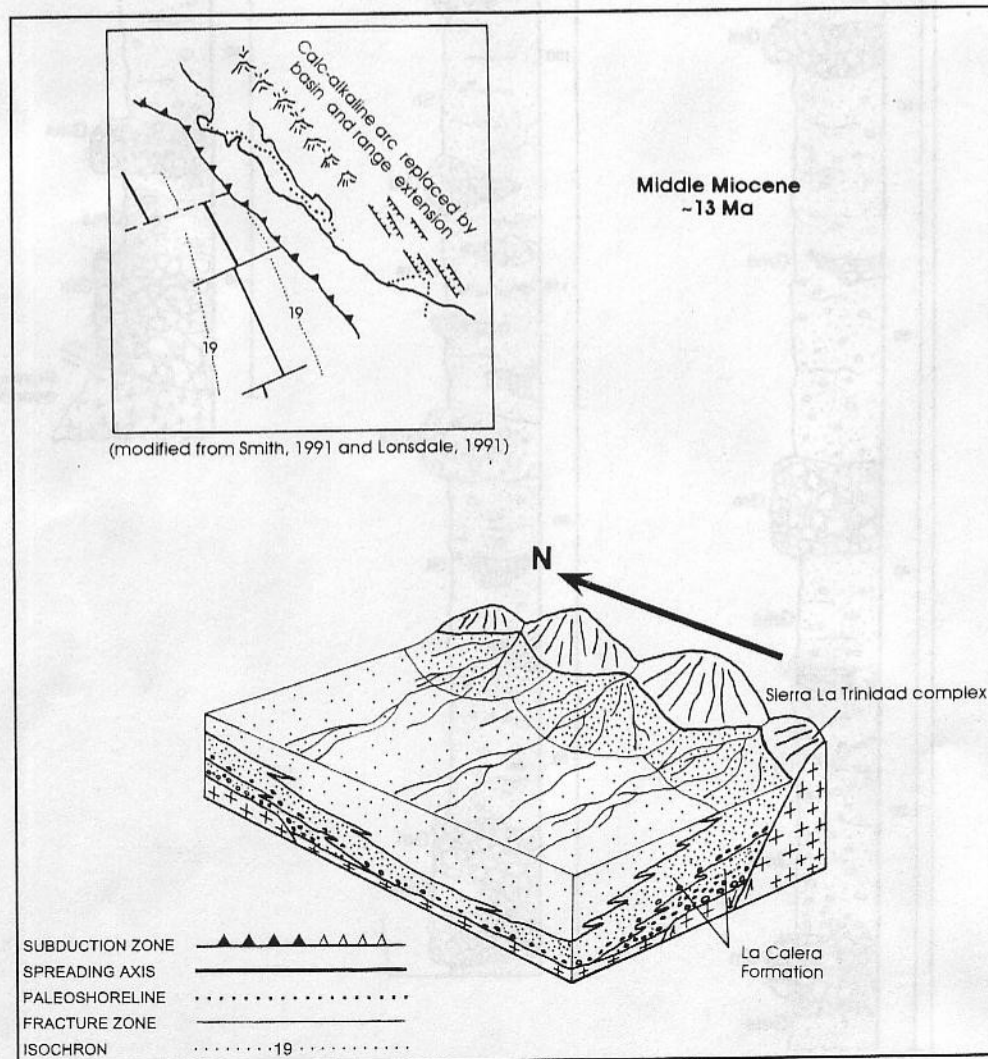 Calc-alkaline arc replaced by
basin and range extension
19
19
(modified from Smith, 1991 and Lonsdale, 1991)
Middle Miocene
~13 Ma
N
Sierra La Trinidad complex
La Calera
Formation
SUBDUCTION ZONE
SPREADING AXIS
PALEOSHORELINE
FRACTURE ZONE
ISOCHRON 19